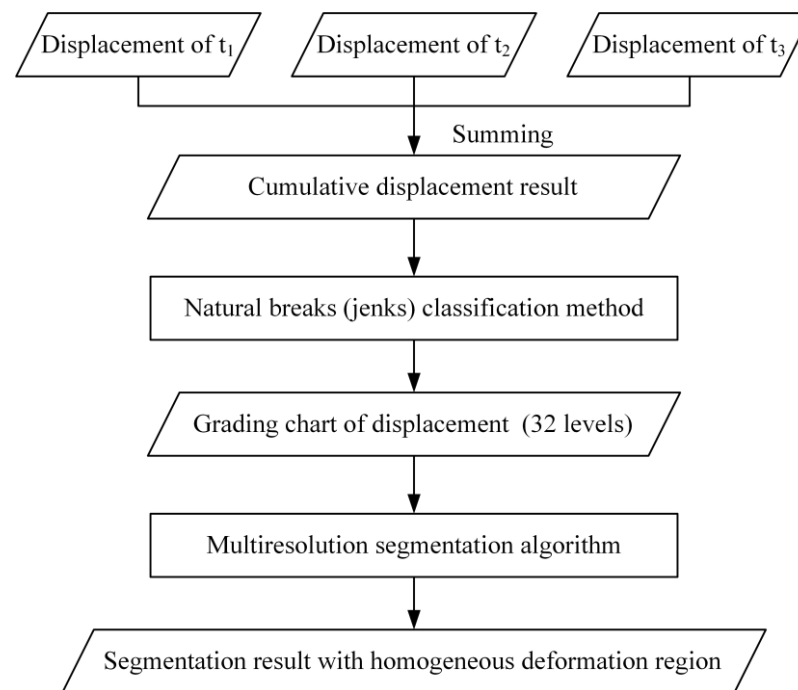 Displacement of t₁
Displacement of t₂
Displacement of t₃
Summing
Cumulative displacement result
Natural breaks (jenks) classification method
Grading chart of displacement (32 levels)
Multiresolution segmentation algorithm
Segmentation result with homogeneous deformation region